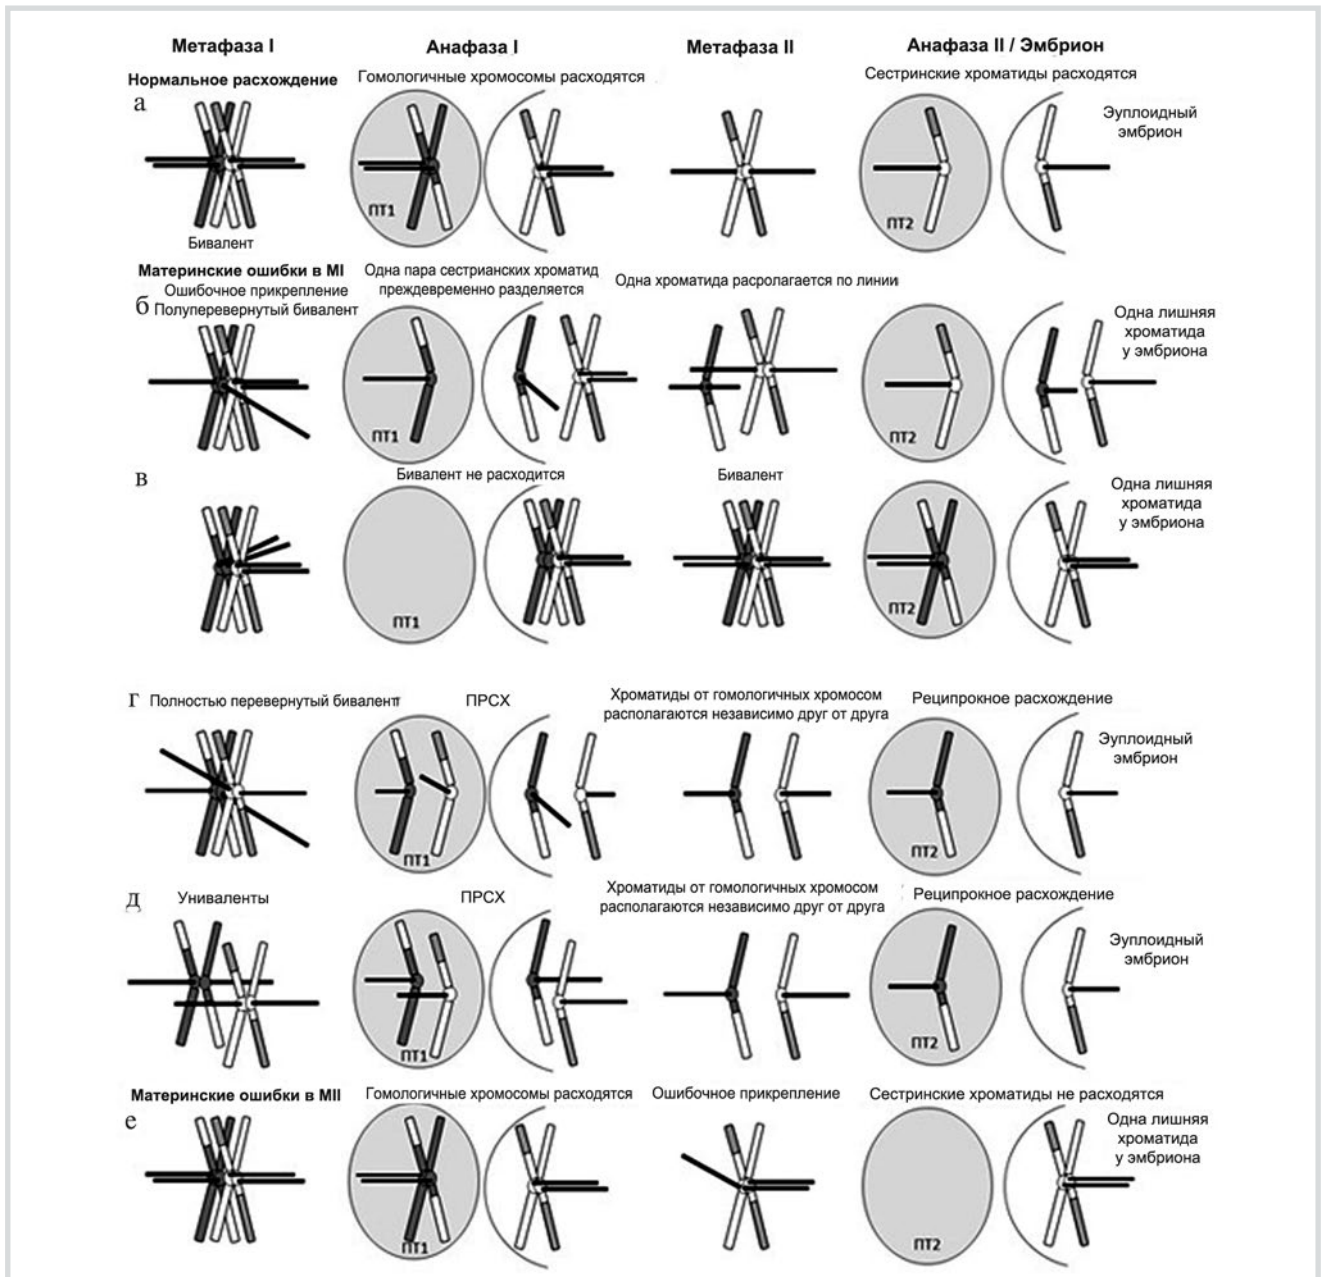 Метафаза I
Анафаза I
Метафаза II
Анафаза II / Эмбрион
Нормальное расхождение
Гомологичные хромосомы расходятся
Сестринские хроматиды расходятся
а
Эуплоидный
эмбрион
ПТ1
ПТ2
Бивалент
Материнские ошибки в MI
Ошибочное прикрепление
б Полуперевернутый бивалент
Одна пара сестрианских хроматид
преждевременно разделяется
Одна хроматида расролагается по линии
Одна лишняя
хроматида
у эмбриона
ПТ1
ПТ2
в
Бивалент не расходится
Бивалент
Одна лишняя
хроматида
у эмбриона
ПТ1
ПТ2
г Полностью перевернутый бивалент
ПРСХ
Хроматиды от гомологичных хромосом
располагаются независимо друг от друга
Реципрокное расхождение
Эуплоидный
эмбрион
ПТ1
ПТ2
д
Униваленты
ПРСХ
Хроматиды от гомологичных хромосом
располагаются независимо друг от друга
Реципрокное расхождение
Эуплоидный
эмбрион
ПТ1
ПТ2
Материнские ошибки в MII
Гомологичные хромосомы расходятся
Ошибочное прикрепление
Сестринские хроматиды не расходятся
е
Одна лишняя
хроматида
у эмбриона
ПТ1
ПТ2